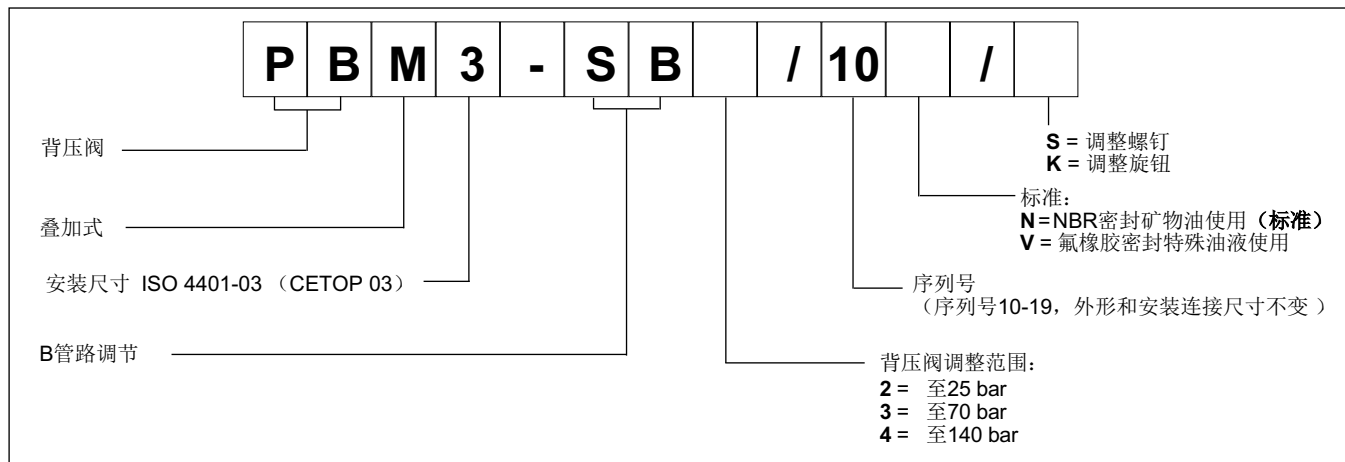 PBM3-SB /10 /
背压阀
叠加式
安装尺寸 ISO 4401-03 （CETOP 03）
B管路调节
S = 调整螺钉
K = 调整旋钮
标准：
N=NBR密封矿物油使用（标准）
V = 氟橡胶密封特殊油液使用
序列号
（序列号10-19，外形和安装连接尺寸不变 ）
背压阀调整范围：
2 = 至25 bar
3 = 至70 bar
4 = 至140 bar